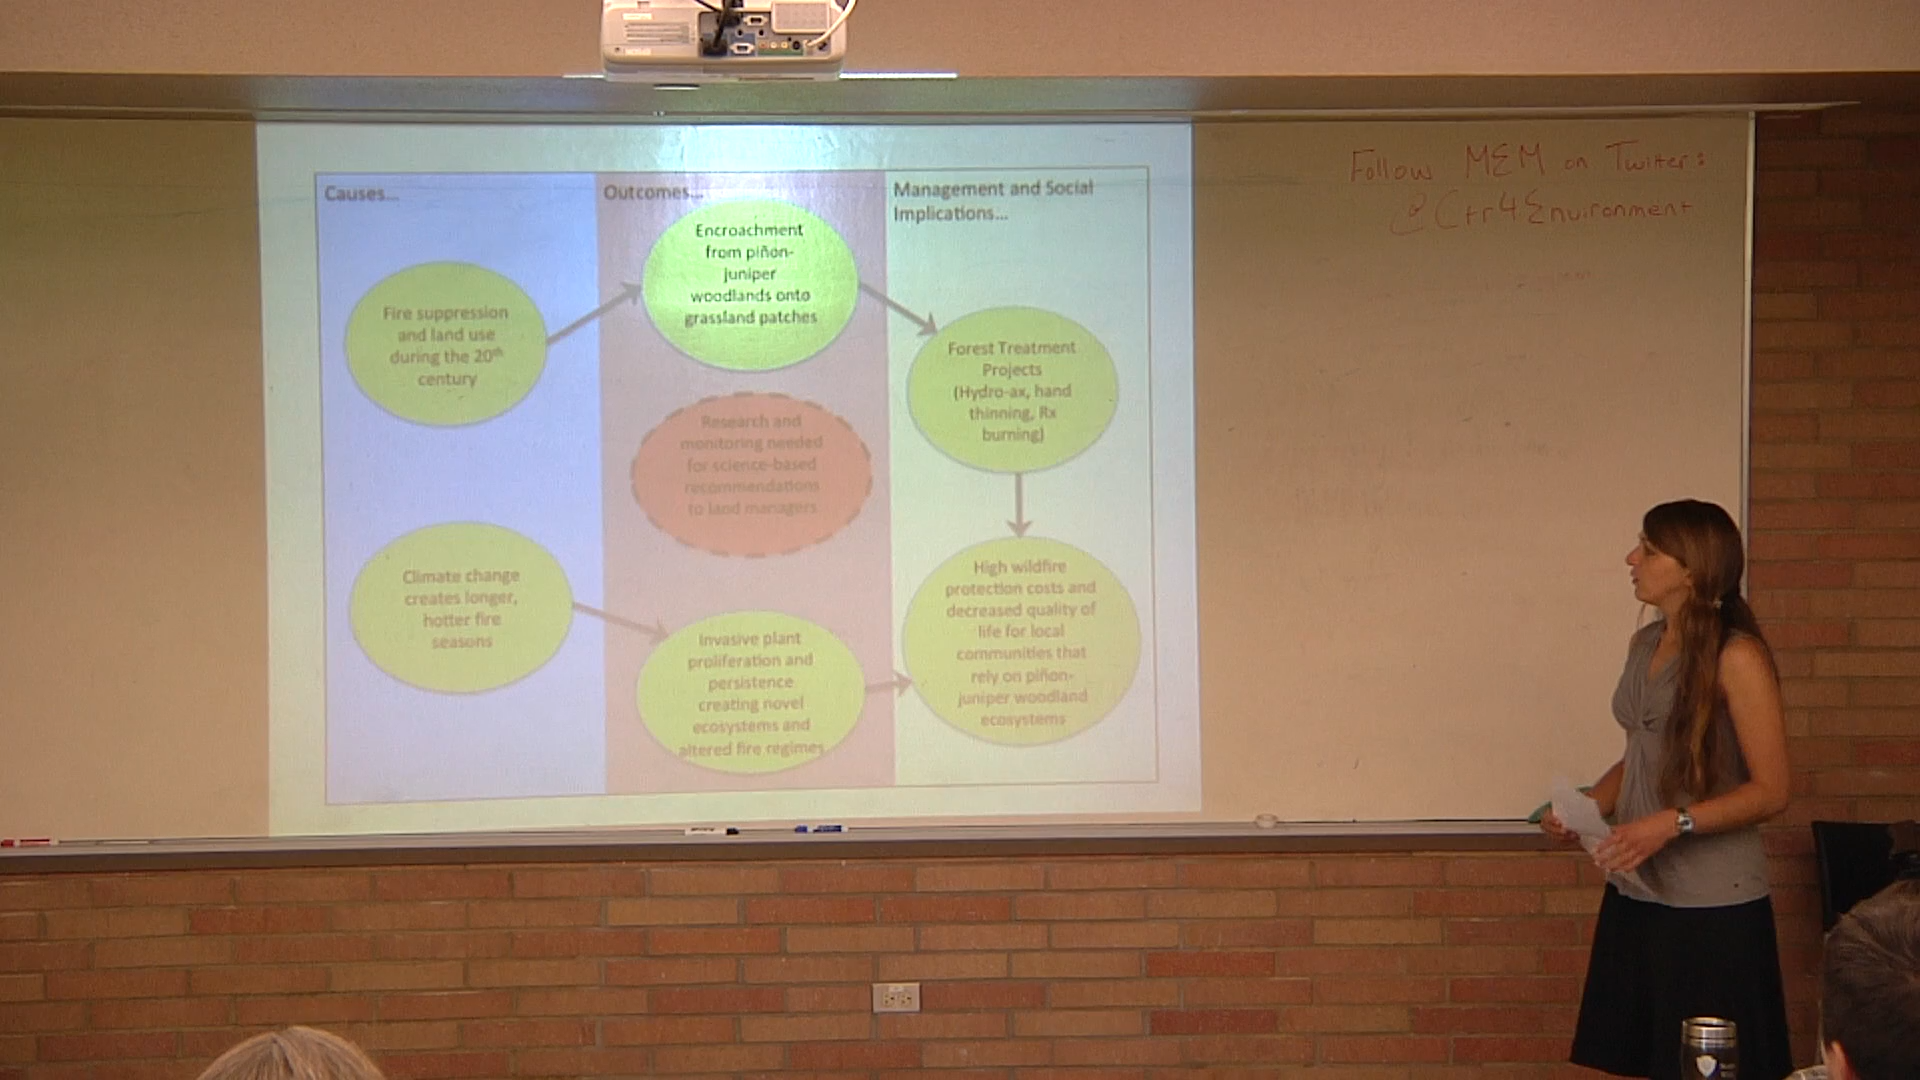 Follow MEM on Twitter:
@Ctr4Environment
Causes...
Outcomes...
Management and Social
Implications...
Fire suppression
and land use
during the 20th
century
Encroachment
from piñon-
juniper
woodlands onto
grassland patches
Forest Treatment
Projects
(Hydro-ax, hand
thinning, Rx
burning)
Research and
monitoring needed
for science-based
recommendations
to land managers
Climate change
creates longer,
hotter fire
seasons
Invasive plant
proliferation and
persistence
creating novel
ecosystems and
altered fire regimes
High wildfire
protection costs and
decreased quality of
life for local
communities that
rely on piñon-
juniper woodland
ecosystems